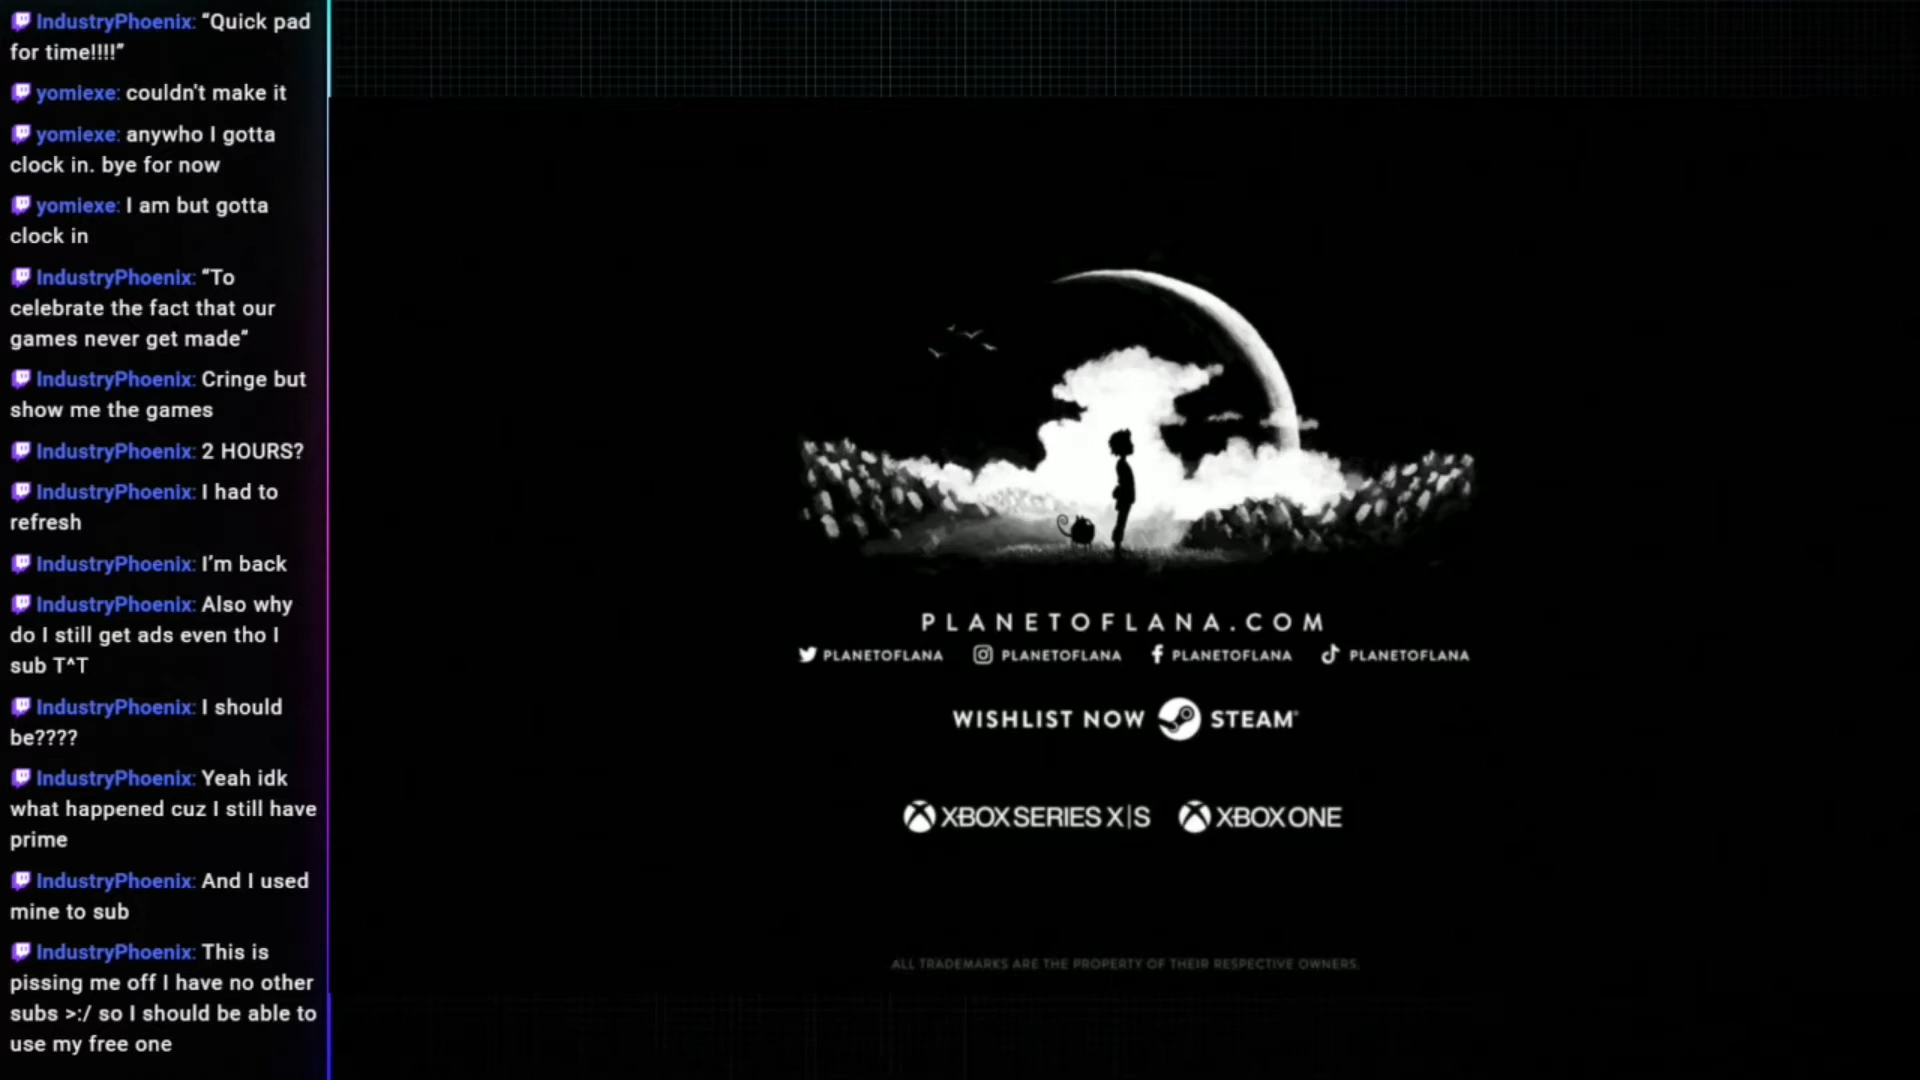 IndustryPhoenix: “Quick pad
for time!!!!”
yomiexe: couldn't make it
yomiexe: anywho I gotta
clock in. bye for now
yomiexe: I am but gotta
clock in
IndustryPhoenix: “To
celebrate the fact that our
games never get made”
IndustryPhoenix: Cringe but
show me the games
IndustryPhoenix: 2 HOURS?
IndustryPhoenix: I had to
refresh
IndustryPhoenix: I’m back
IndustryPhoenix: Also why
do I still get ads even tho I
sub T^T
IndustryPhoenix: I should
be????
IndustryPhoenix: Yeah idk
what happened cuz I still have
prime
IndustryPhoenix: And I used
mine to sub
IndustryPhoenix: This is
pissing me off I have no other
subs >:/ so I should be able to
use my free one
PLANETOFLANA.COM
PLANETOFLANA PLANETOFLANA PLANETOFLANA PLANETOFLANA
WISHLIST NOW STEAM®
XBOX SERIES X|S XBOX ONE
ALL TRADEMARKS ARE THE PROPERTY OF THEIR RESPECTIVE OWNERS.